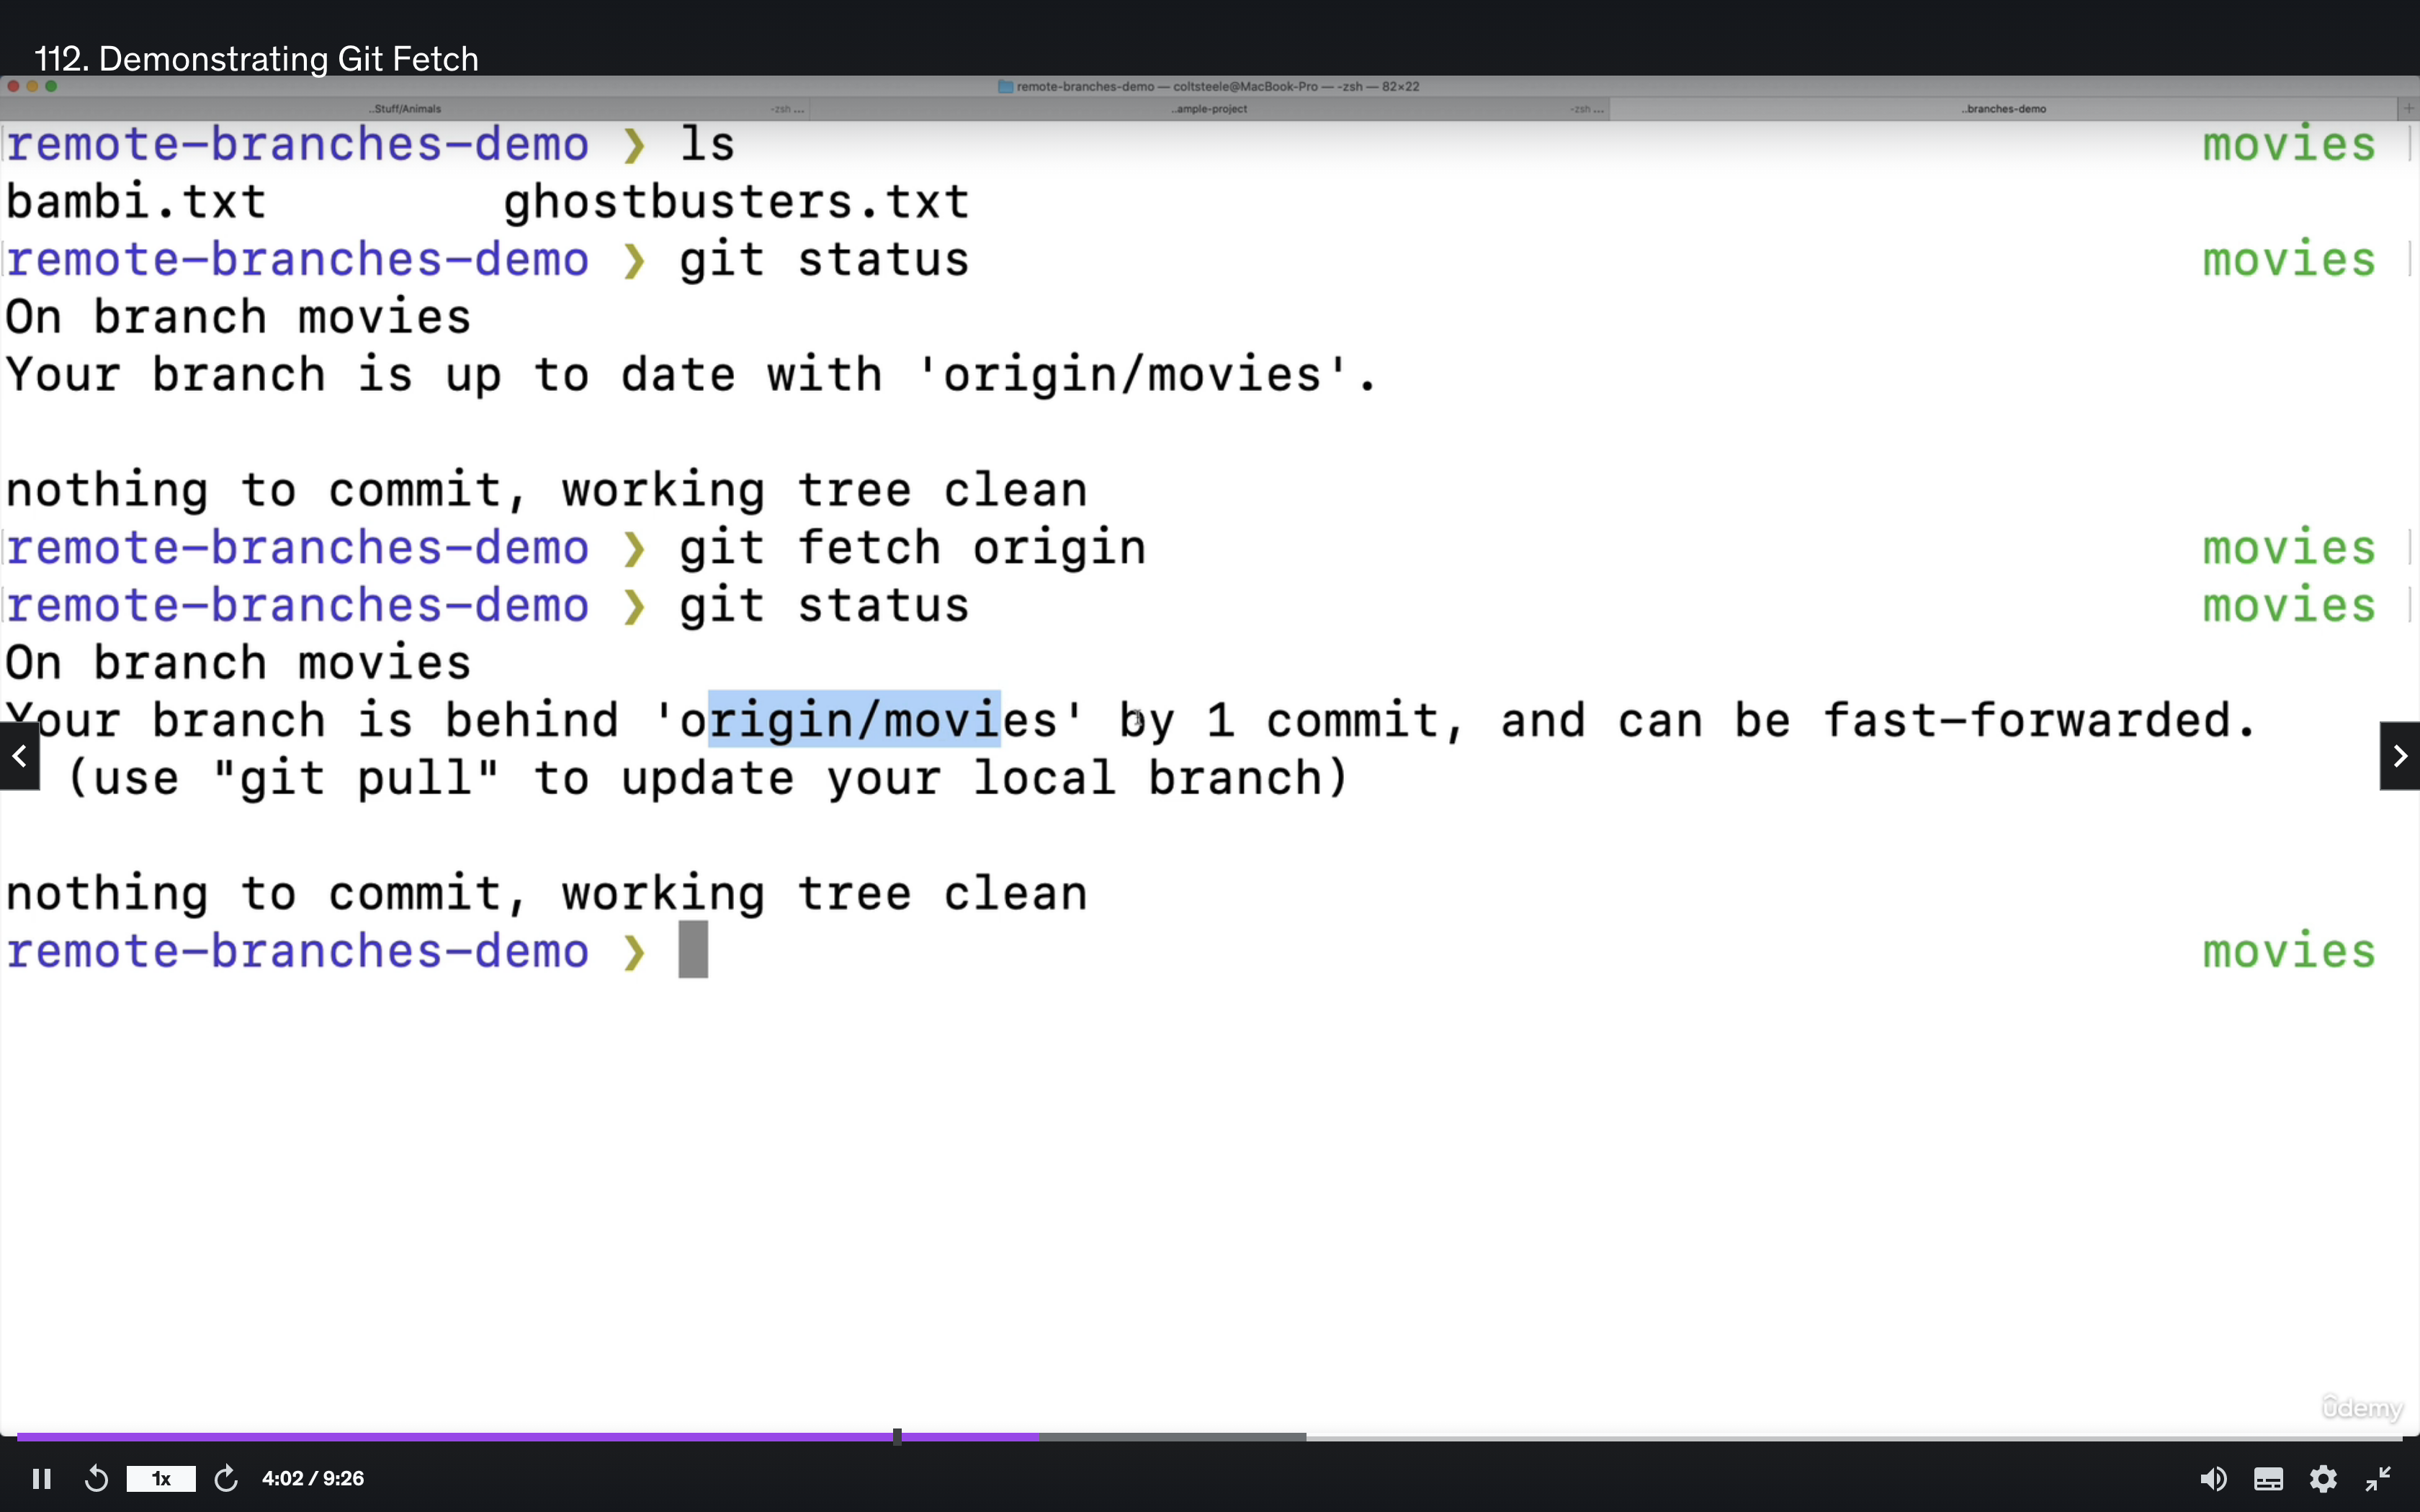 112. Demonstrating Git Fetch
remote-branches-demo — coltsteele@MacBook-Pro — -zsh — 82×22
..Stuff/Animals -zsh ... ..ample-project -zsh ... ..branches-demo +
remote-branches-demo ❯ ls movies
bambi.txt ghostbusters.txt
remote-branches-demo ❯ git status movies
On branch movies
Your branch is up to date with 'origin/movies'.
nothing to commit, working tree clean
remote-branches-demo ❯ git fetch origin movies
remote-branches-demo ❯ git status movies
On branch movies
Your branch is behind 'origin/movies' by 1 commit, and can be fast-forwarded.
(use "git pull" to update your local branch)
nothing to commit, working tree clean
remote-branches-demo ❯ movies
ûdemy
1x 4:02 / 9:26